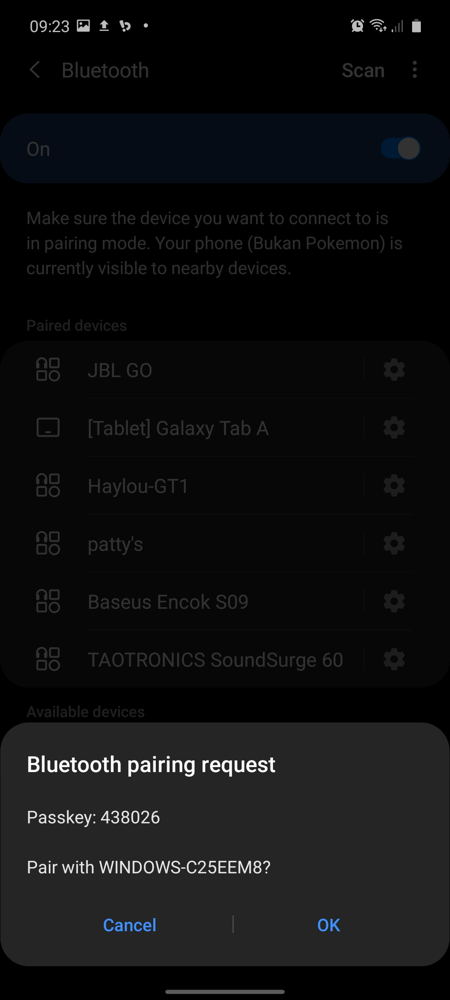 09:23
Bluetooth
Scan
On
Make sure the device you want to connect to is
in pairing mode. Your phone (Bukan Pokemon) is
currently visible to nearby devices.
Paired devices
JBL GO
[Tablet] Galaxy Tab A
Haylou-GT1
patty's
Baseus Encok S09
TAOTRONICS SoundSurge 60
Available devices
Bluetooth pairing request
Passkey: 438026
Pair with WINDOWS-C25EEM8?
Cancel
OK